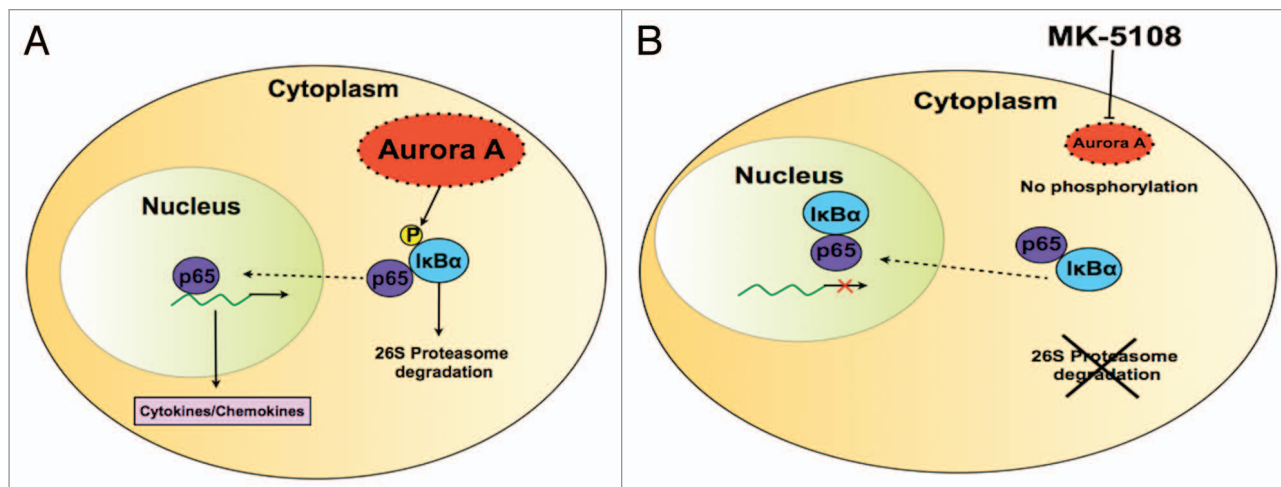 A
Cytoplasm
Aurora A
Nucleus
P
IκBα
p65
p65
26S Proteasome
degradation
Cytokines/Chemokines
B
MK-5108
Cytoplasm
Aurora A
No phosphorylation
Nucleus
IκBα
p65
p65
IκBα
26S Proteasome
degradation